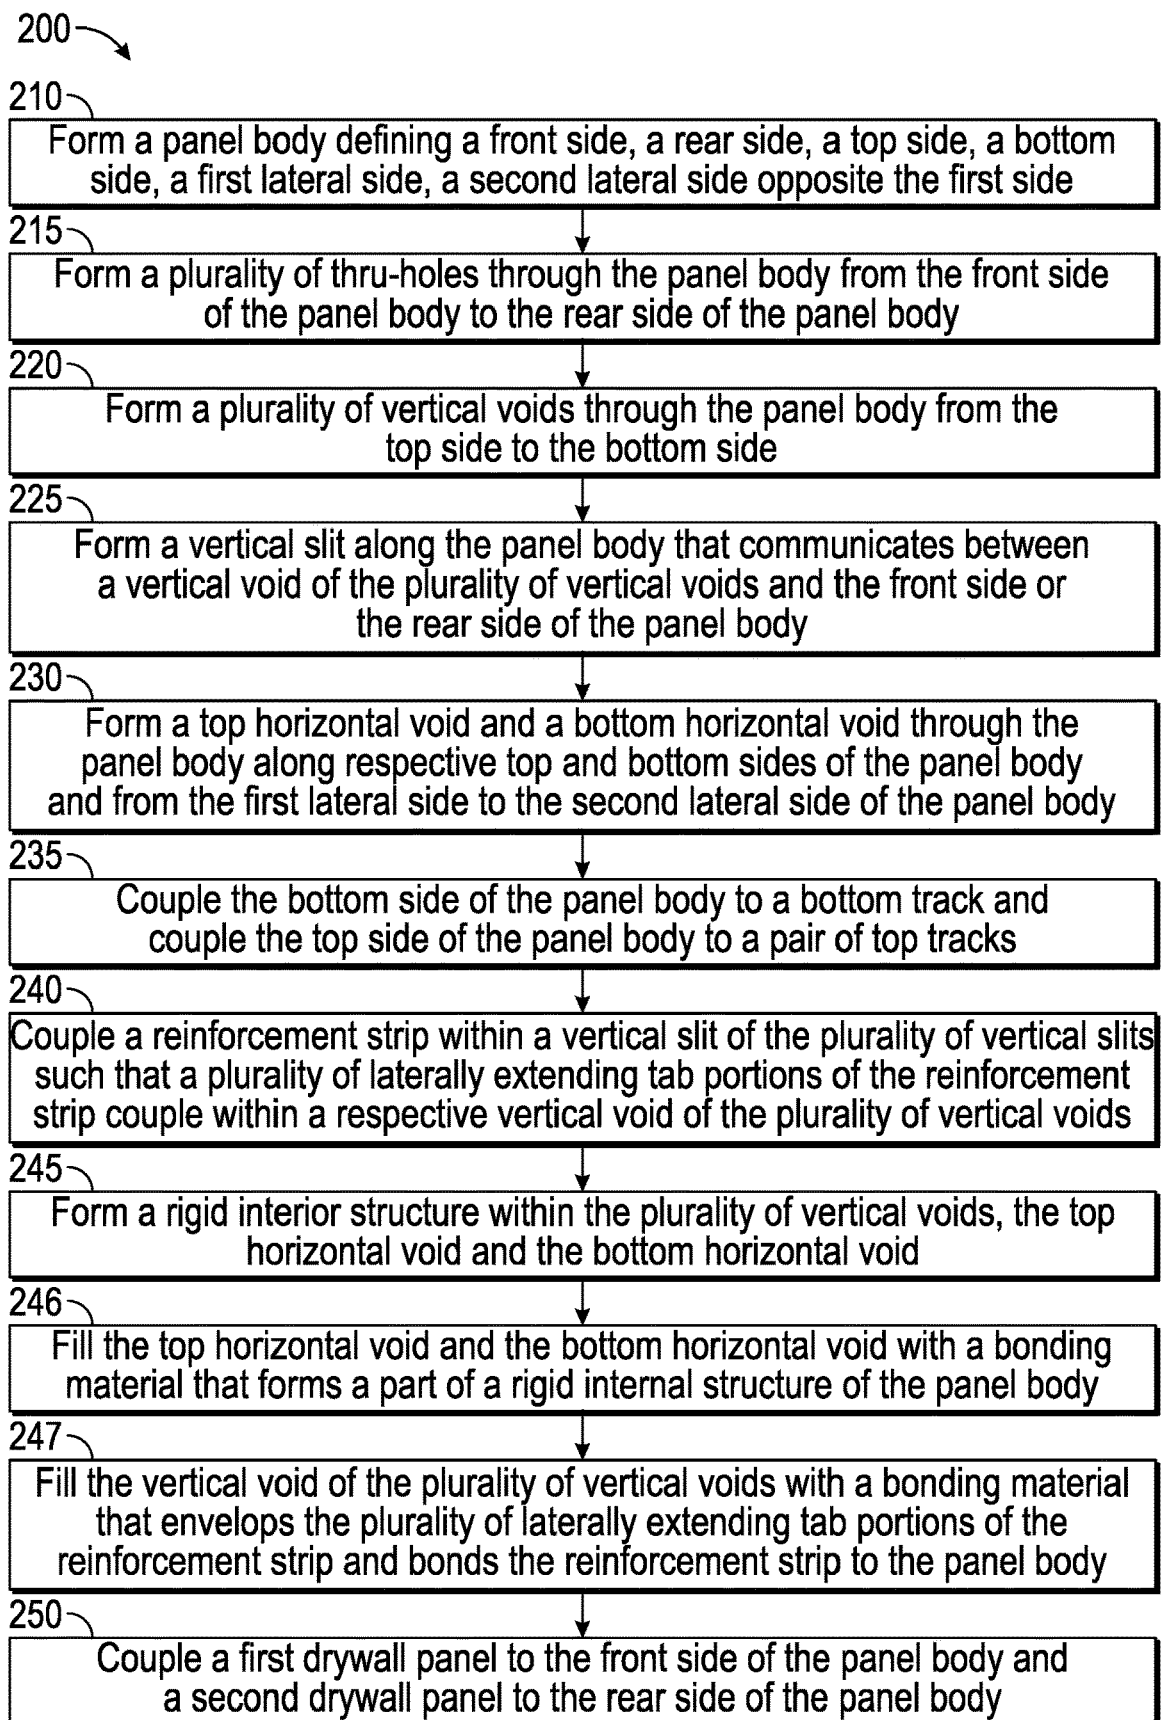 200
210
Form a panel body defining a front side, a rear side, a top side, a bottom
side, a first lateral side, a second lateral side opposite the first side
215
Form a plurality of thru-holes through the panel body from the front side
of the panel body to the rear side of the panel body
220
Form a plurality of vertical voids through the panel body from the
top side to the bottom side
225
Form a vertical slit along the panel body that communicates between
a vertical void of the plurality of vertical voids and the front side or
the rear side of the panel body
230
Form a top horizontal void and a bottom horizontal void through the
panel body along respective top and bottom sides of the panel body
and from the first lateral side to the second lateral side of the panel body
235
Couple the bottom side of the panel body to a bottom track and
couple the top side of the panel body to a pair of top tracks
240
Couple a reinforcement strip within a vertical slit of the plurality of vertical slits
such that a plurality of laterally extending tab portions of the reinforcement
strip couple within a respective vertical void of the plurality of vertical voids
245
Form a rigid interior structure within the plurality of vertical voids, the top
horizontal void and the bottom horizontal void
246
Fill the top horizontal void and the bottom horizontal void with a bonding
material that forms a part of a rigid internal structure of the panel body
247
Fill the vertical void of the plurality of vertical voids with a bonding material
that envelops the plurality of laterally extending tab portions of the
reinforcement strip and bonds the reinforcement strip to the panel body
250
Couple a first drywall panel to the front side of the panel body and
a second drywall panel to the rear side of the panel body